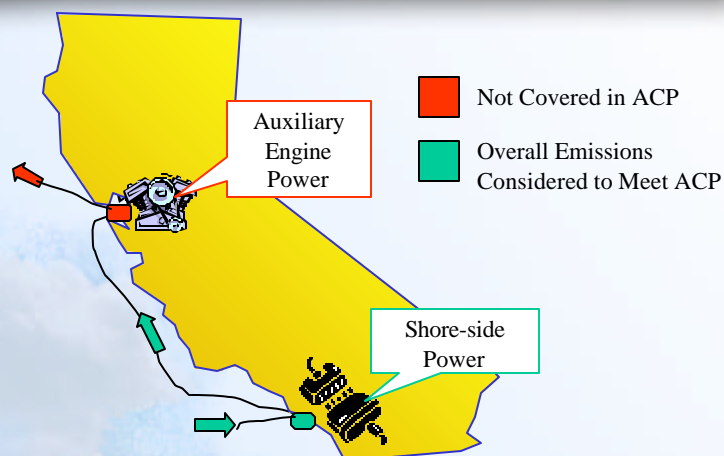 Auxiliary
Engine
Power
Not Covered in ACP
Overall Emissions
Considered to Meet ACP
Shore-side
Power